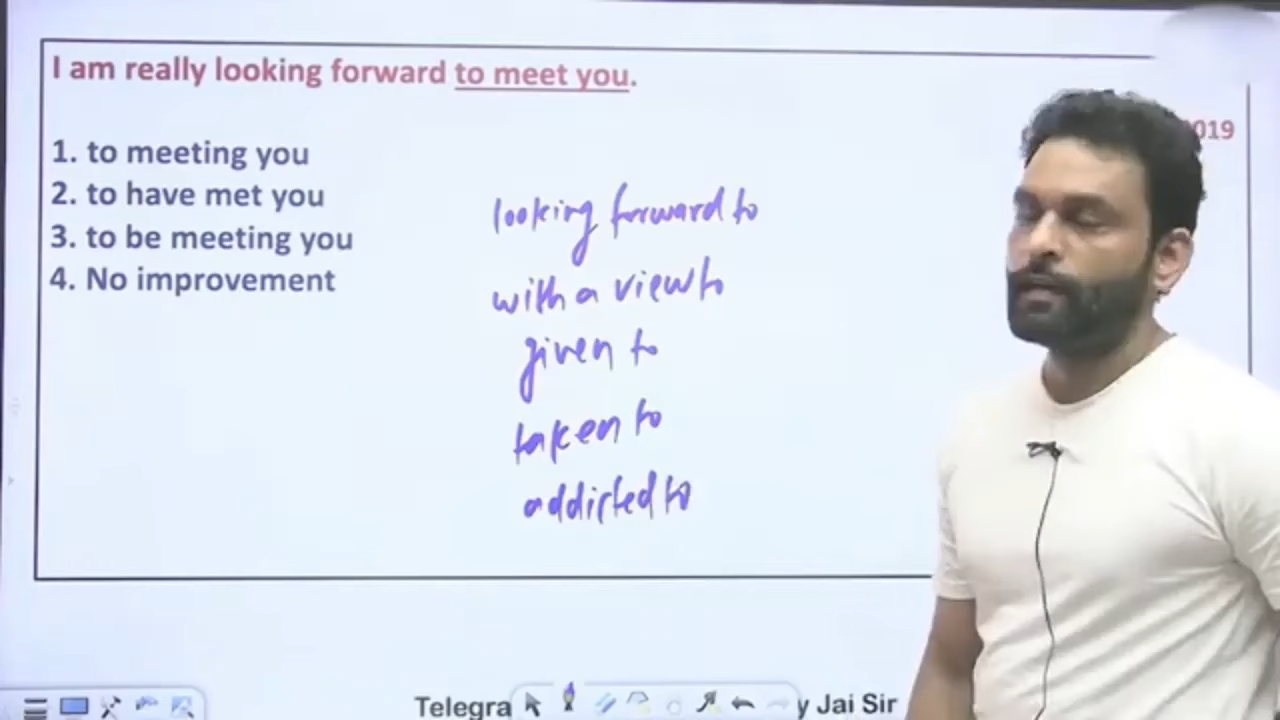 I am really looking forward to meet you.
019
1. to meeting you
2. to have met you
3. to be meeting you
4. No improvement
looking forward to
with a view to
given to
taken to
addicted to
Telegra
y Jai Sir